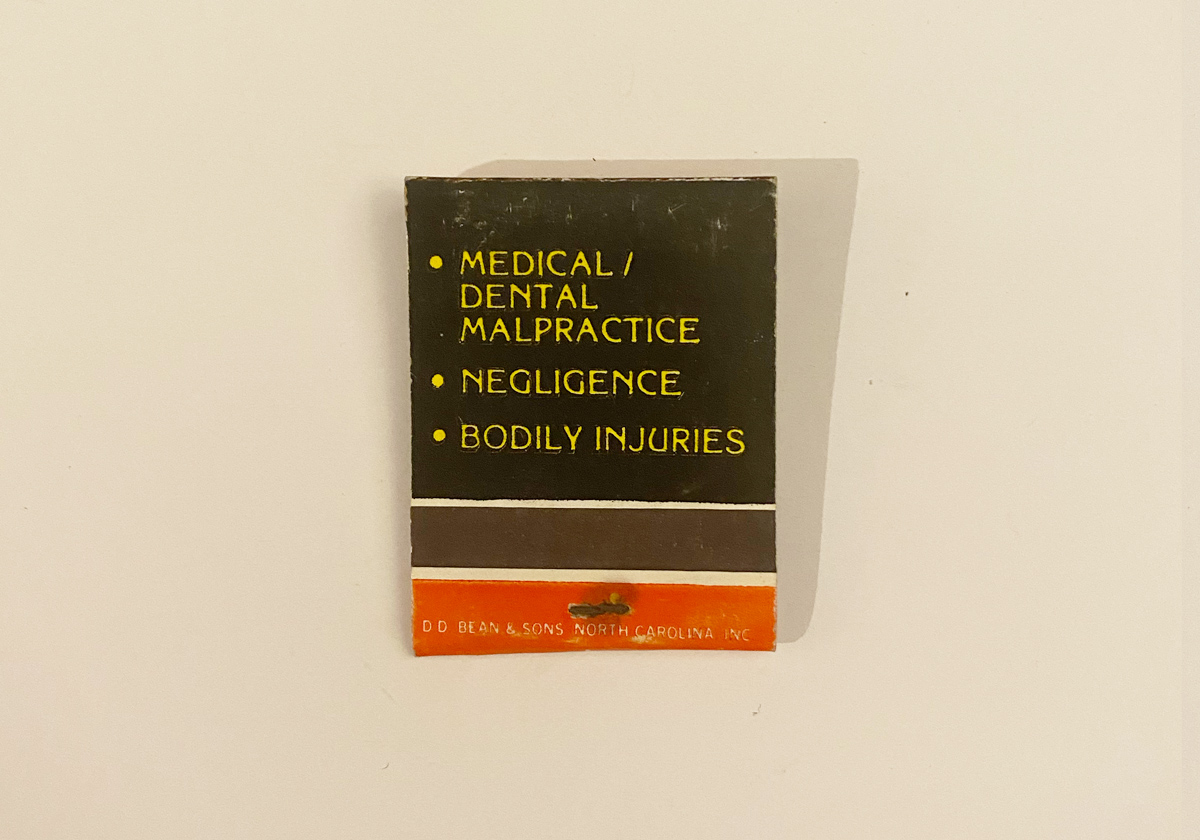 • MEDICAL /
DENTAL
MALPRACTICE
• NEGLIGENCE
• BODILY INJURIES
D D BEAN & SONS NORTH CAROLINA INC